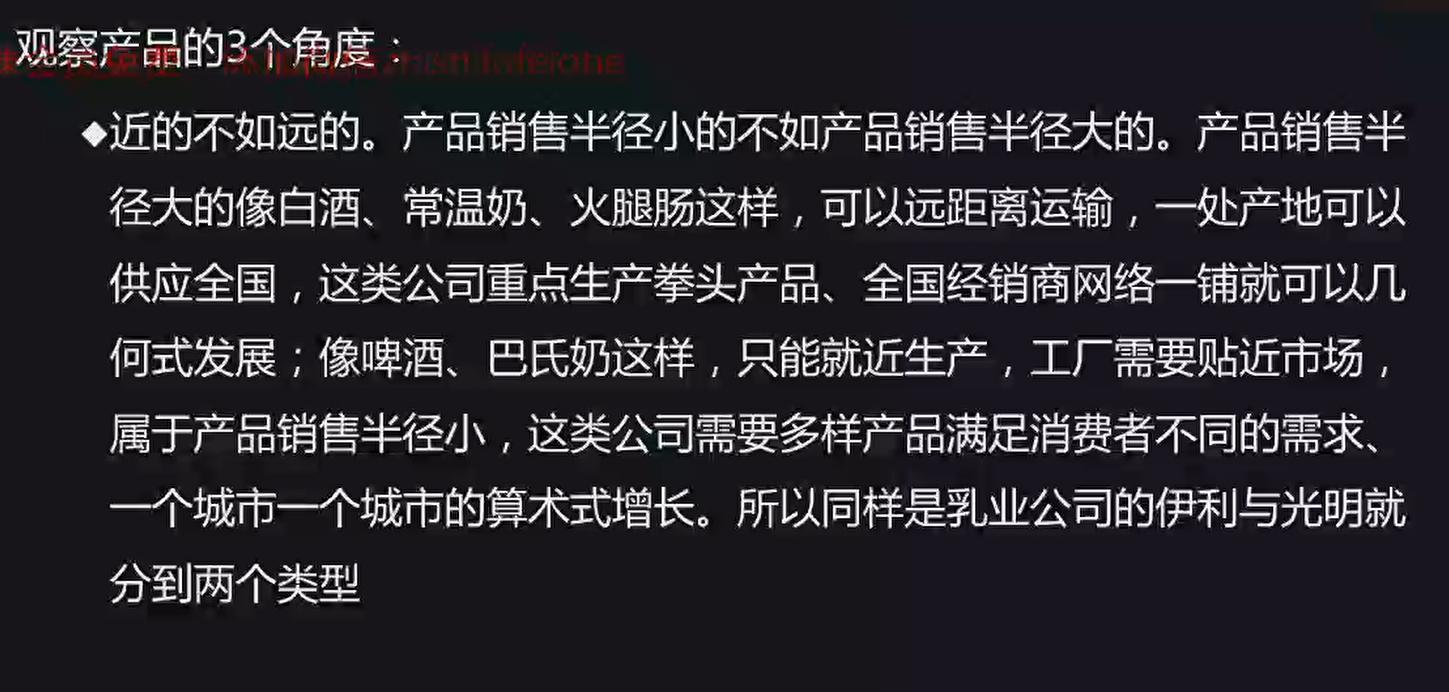 观察产品的3个角度：
◆近的不如远的。产品销售半径小的不如产品销售半径大的。产品销售半
径大的像白酒、常温奶、火腿肠这样，可以远距离运输，一处产地可以
供应全国，这类公司重点生产拳头产品、全国经销商网络一铺就可以几
何式发展；像啤酒、巴氏奶这样，只能就近生产，工厂需要贴近市场，
属于产品销售半径小，这类公司需要多样产品满足消费者不同的需求、
一个城市一个城市的算术式增长。所以同样是乳业公司的伊利与光明就
分到两个类型